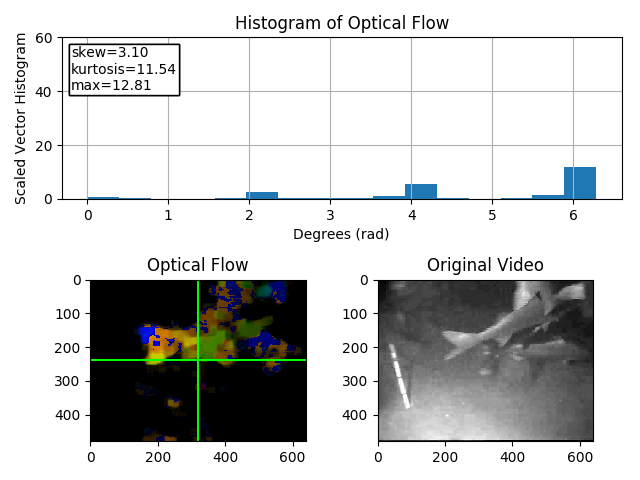 Histogram of Optical Flow
Scaled Vector Histogram
60
40
20
0
skew=3.10
kurtosis=11.54
max=12.81
0 1 2 3 4 5 6
Degrees (rad)
Optical Flow
0
100
200
300
400
0 200 400 600
Original Video
0
100
200
300
400
0 200 400 600